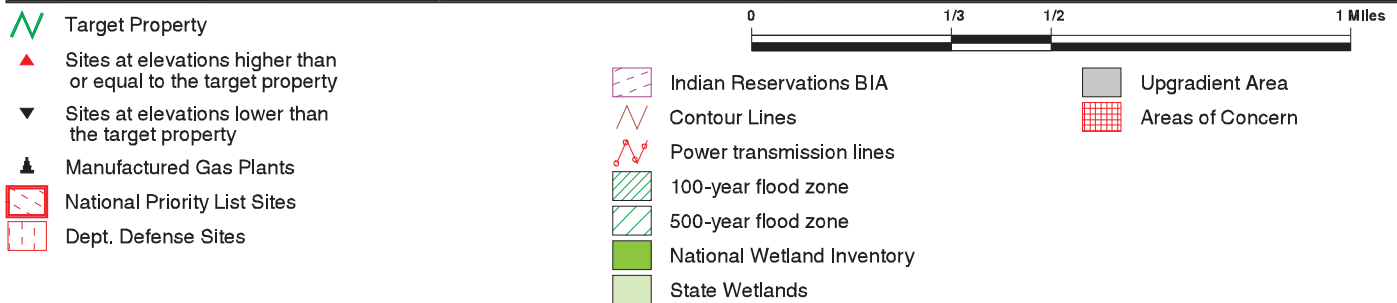 0 1/3 1/2 1 Miles
Target Property
Sites at elevations higher than
or equal to the target property
Sites at elevations lower than
the target property
Manufactured Gas Plants
National Priority List Sites
Dept. Defense Sites
Indian Reservations BIA
Contour Lines
Power transmission lines
100-year flood zone
500-year flood zone
National Wetland Inventory
State Wetlands
Upgradient Area
Areas of Concern